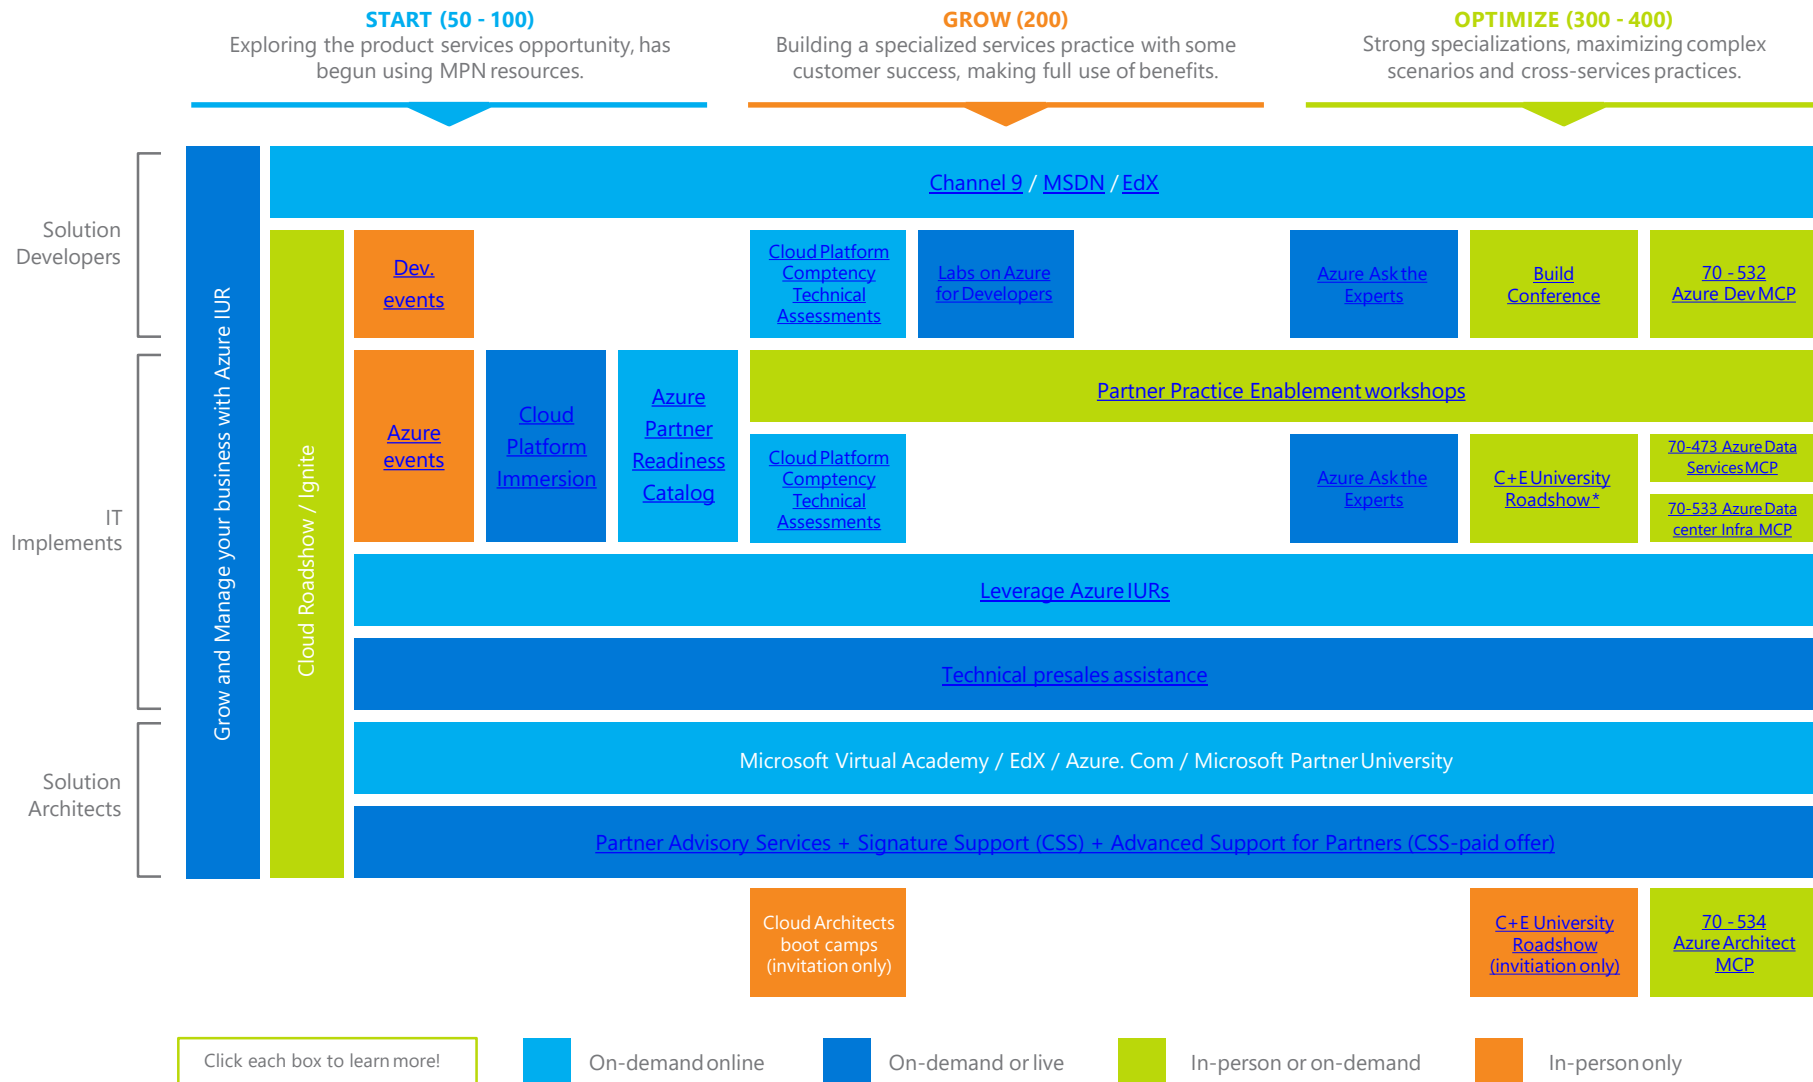 START (50 - 100)
Exploring the product services opportunity, has
begun using MPN resources.
GROW (200)
Building a specialized services practice with some
customer success, making full use of benefits.
OPTIMIZE (300 - 400)
Strong specializations, maximizing complex
scenarios and cross-services practices.
Solution
Developers
IT
Implements
Solution
Architects
Grow and Manage your business with Azure IUR
Cloud Roadshow / Ignite
Channel 9 / MSDN / EdX
Dev.
events
Cloud Platform
Comptency
Technical
Assessments
Labs on Azure
for Developers
Azure Ask the
Experts
Build
Conference
70 - 532
Azure Dev MCP
Azure
events
Cloud
Platform
Immersion
Azure
Partner
Readiness
Catalog
Partner Practice Enablement workshops
Cloud Platform
Comptency
Technical
Assessments
Azure Ask the
Experts
C+E University
Roadshow*
70-473 Azure Data
Services MCP
70-533 Azure Data
center Infra MCP
Leverage Azure IURs
Technical presales assistance
Microsoft Virtual Academy / EdX / Azure. Com / Microsoft Partner University
Partner Advisory Services + Signature Support (CSS) + Advanced Support for Partners (CSS-paid offer)
Cloud Architects
boot camps
(invitation only)
C+E University
Roadshow
(invitiation only)
70 - 534
Azure Architect
MCP
Click each box to learn more!
On-demand online
On-demand or live
In-person or on-demand
In-person only